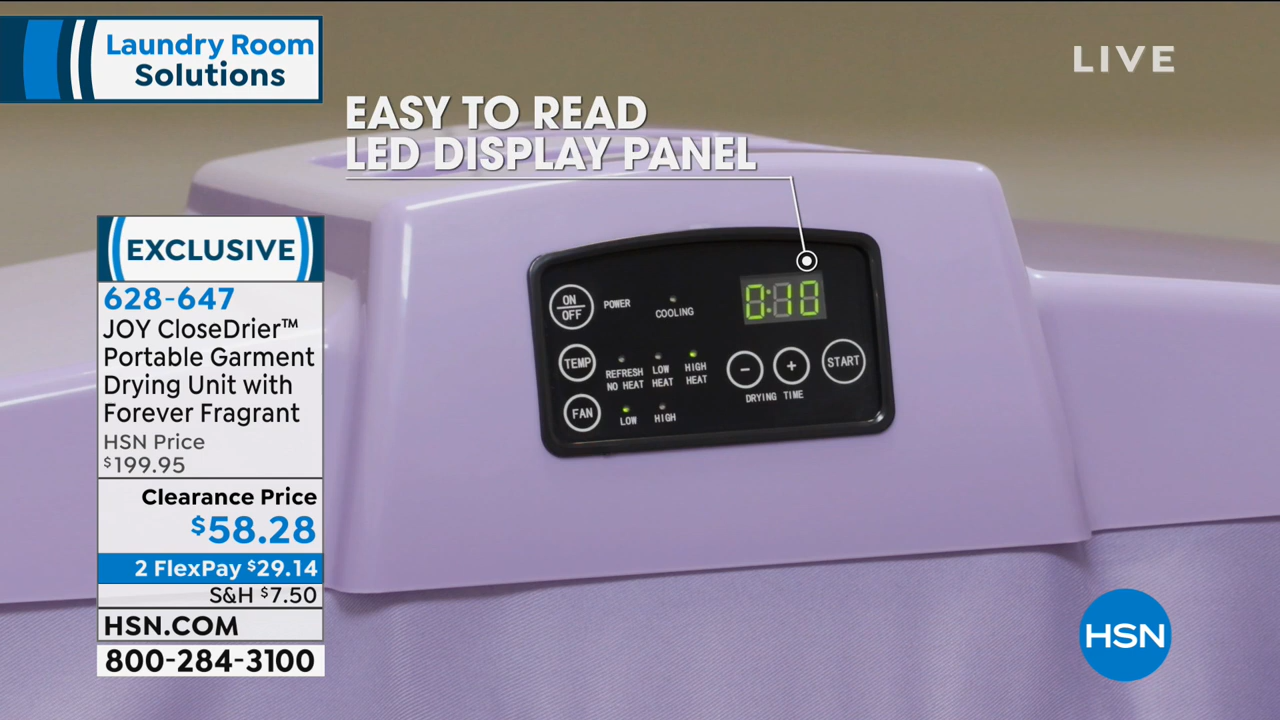 Laundry Room
Solutions
LIVE
EASY TO READ
LED DISPLAY PANEL
EXCLUSIVE
628-647
JOY CloseDrier™
Portable Garment
Drying Unit with
Forever Fragrant
HSN Price
$199.95
Clearance Price
$58.28
2 FlexPay $29.14
S&H $7.50
HSN.COM
800-284-3100
ON
OFF
POWER
COOLING
0:10
TEMP
REFRESH
NO HEAT
LOW
HEAT
HIGH
HEAT
FAN
LOW
HIGH
-
+
START
DRYING TIME
HSN